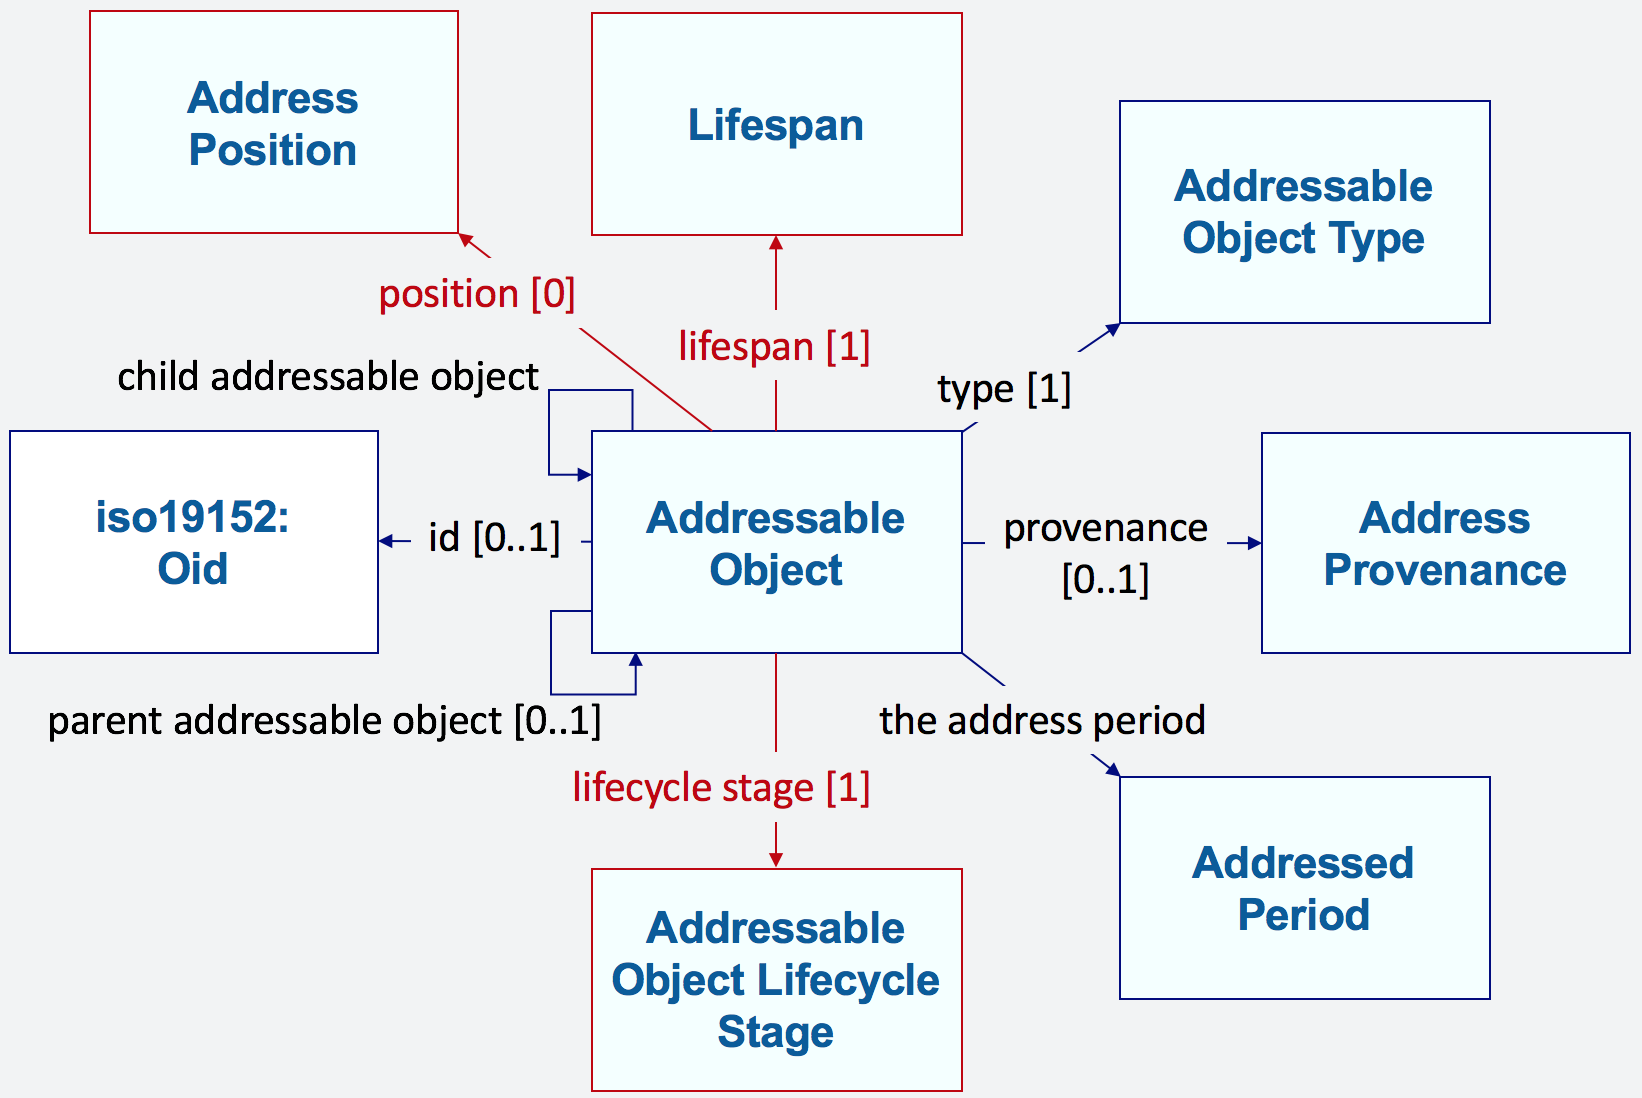 Address
Position
Lifespan
Addressable
Object Type
position [0]
lifespan [1]
child addressable object
type [1]
iso19152:
Oid
id [0..1]
Addressable
Object
provenance
[0..1]
Address
Provenance
parent addressable object [0..1]
the address period
lifecycle stage [1]
Addressed
Period
Addressable
Object Lifecycle
Stage